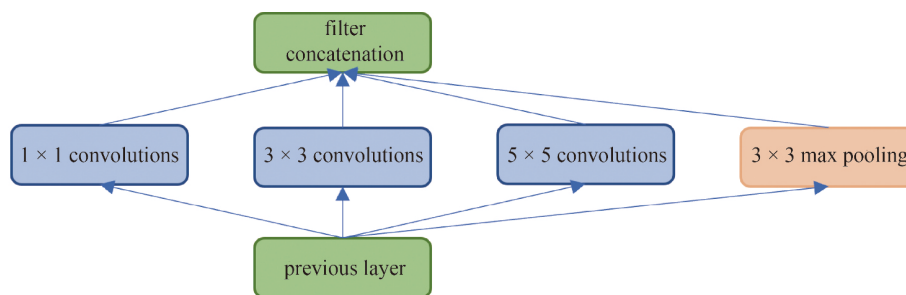 filter
concatenation
1 × 1 convolutions
3 × 3 convolutions
5 × 5 convolutions
3 × 3 max pooling
previous layer